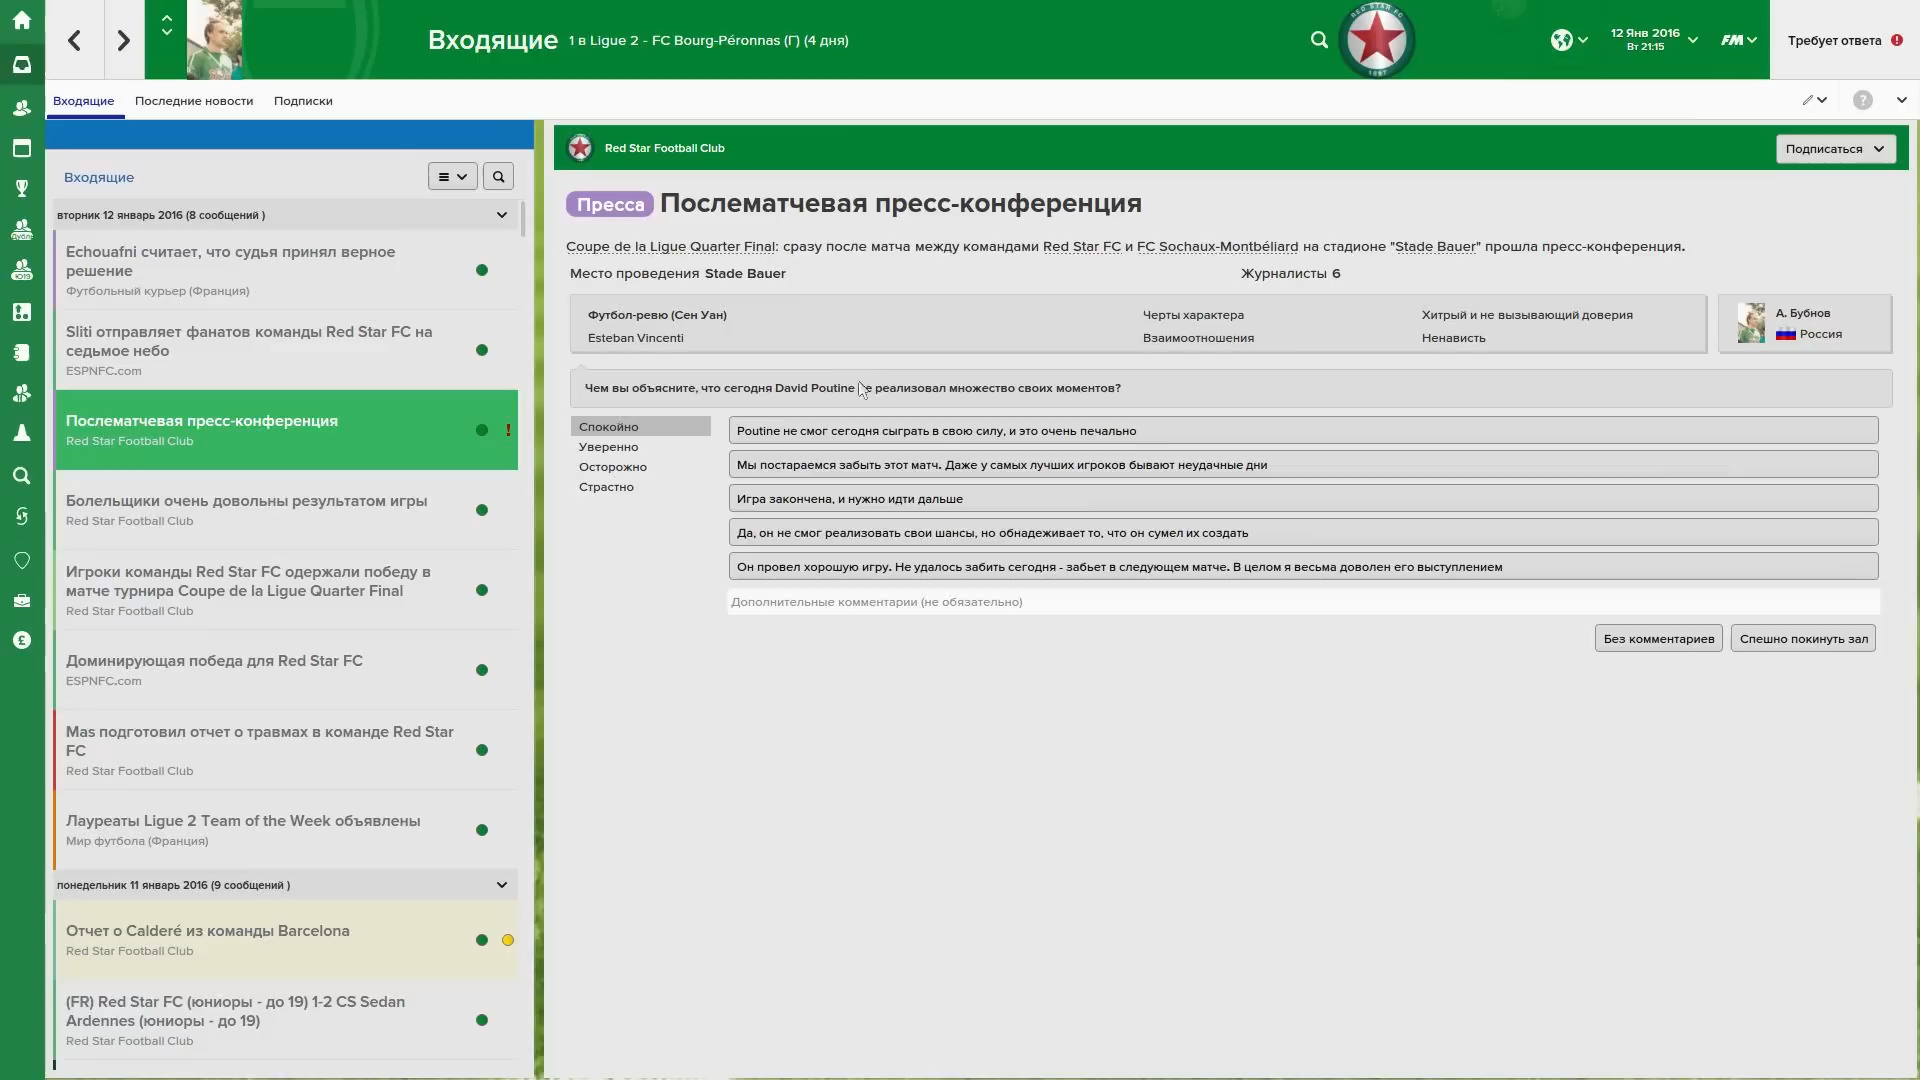 Входящие
1 в Ligue 2 - FC Bourg-Péronnas (Г) (4 дня)
RED STAR FC
1897
12 Янв 2016
Вт 21:15
FM
Требует ответа
Входящие
Последние новости
Подписки
Входящие
вторник 12 январь 2016 (8 сообщений )
Echouafni считает, что судья принял верное
решение
Футбольный курьер (Франция)
Sliti отправляет фанатов команды Red Star FC на
седьмое небо
ESPNFC.com
Послематчевая пресс-конференция
Red Star Football Club
Болельщики очень довольны результатом игры
Red Star Football Club
Игроки команды Red Star FC одержали победу в
матче турнира Coupe de la Ligue Quarter Final
Red Star Football Club
Доминирующая победа для Red Star FC
ESPNFC.com
Mas подготовил отчет о травмах в команде Red Star
FC
Red Star Football Club
Лауреаты Ligue 2 Team of the Week объявлены
Мир футбола (Франция)
понедельник 11 январь 2016 (9 сообщений )
Отчет о Calderé из команды Barcelona
Red Star Football Club
(FR) Red Star FC (юниоры - до 19) 1-2 CS Sedan
Ardennes (юниоры - до 19)
Red Star Football Club
Red Star Football Club
Подписаться
Пресса Послематчевая пресс-конференция
Coupe de la Ligue Quarter Final: сразу после матча между командами Red Star FC и FC Sochaux-Montbéliard на стадионе "Stade Bauer" прошла пресс-конференция.
Место проведения Stade Bauer
Журналисты 6
Футбол-ревю (Сен Уан)
Черты характера
Хитрый и не вызывающий доверия
Esteban Vincenti
Взаимоотношения
Ненависть
А. Бубнов
Россия
Чем вы объясните, что сегодня David Poutine не реализовал множество своих моментов?
Спокойно
Уверенно
Осторожно
Страстно
Poutine не смог сегодня сыграть в свою силу, и это очень печально
Мы постараемся забыть этот матч. Даже у самых лучших игроков бывают неудачные дни
Игра закончена, и нужно идти дальше
Да, он не смог реализовать свои шансы, но обнадеживает то, что он сумел их создать
Он провел хорошую игру. Не удалось забить сегодня - забьет в следующем матче. В целом я весьма доволен его выступлением
Дополнительные комментарии (не обязательно)
Без комментариев
Спешно покинуть зал